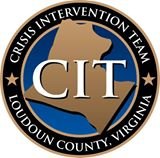 CRISIS INTERVENTION TEAM
CIT
LOUDOUN COUNTY, VIRGINIA